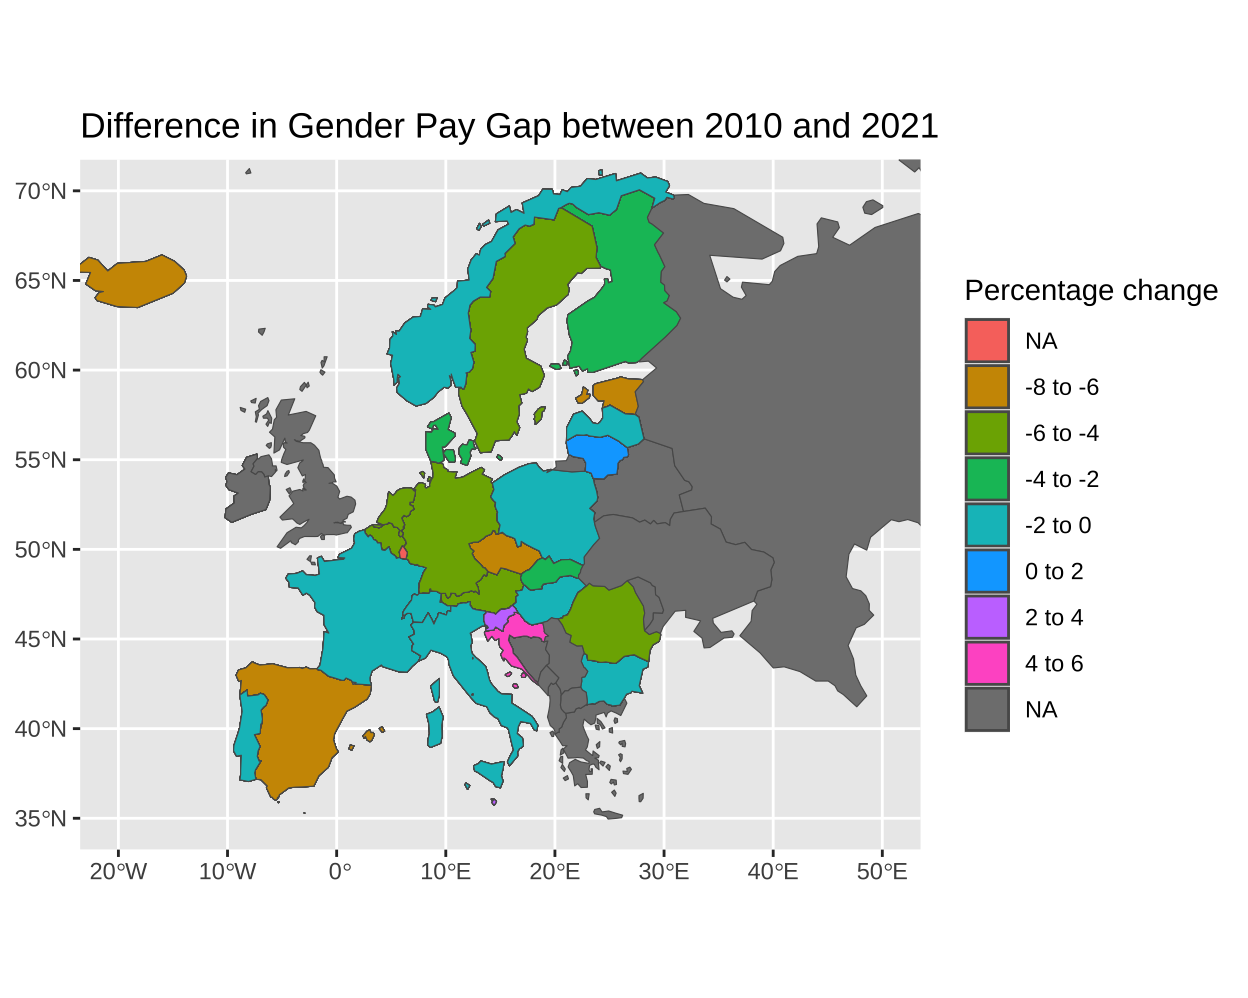 Difference in Gender Pay Gap between 2010 and 2021
70°N
65°N
60°N
55°N
50°N
45°N
40°N
35°N
20°W
10°W
0°
10°E
20°E
30°E
40°E
50°E
Percentage change
NA
-8 to -6
-6 to -4
-4 to -2
-2 to 0
0 to 2
2 to 4
4 to 6
NA